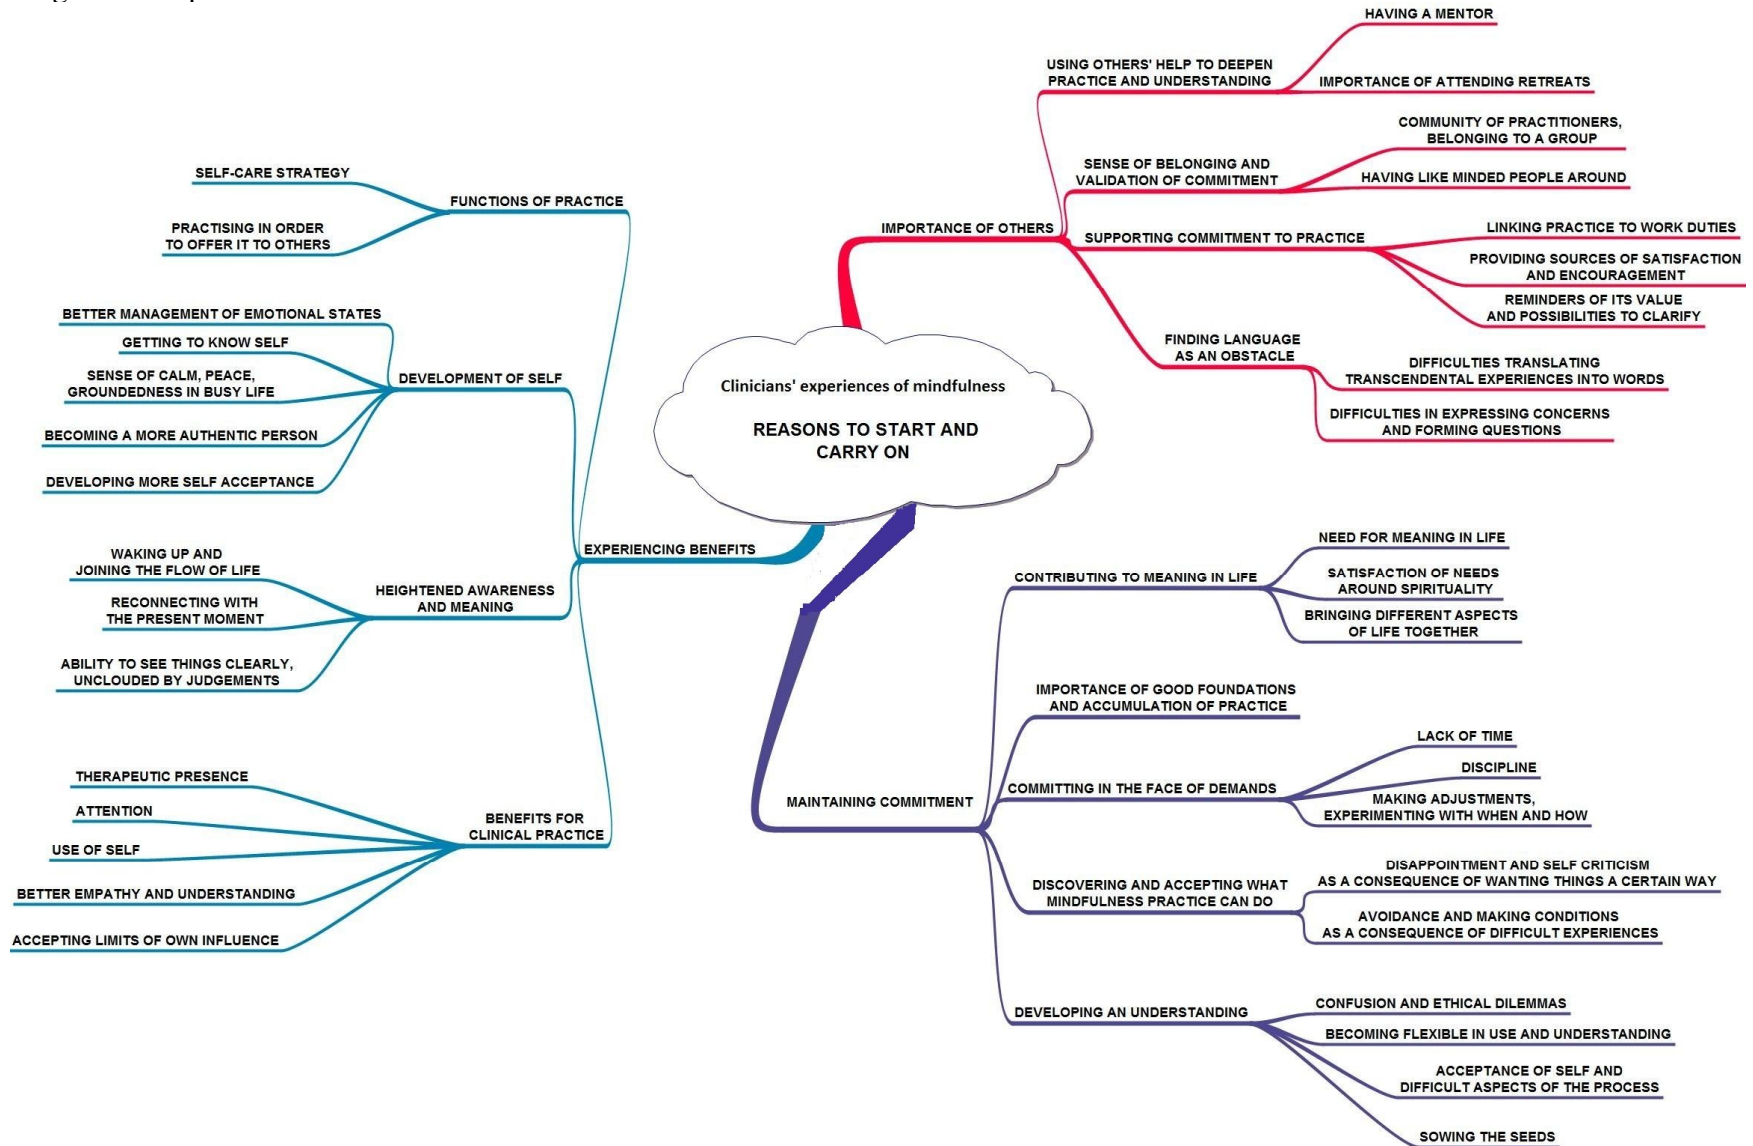 HAVING A MENTOR
USING OTHERS' HELP TO DEEPEN
PRACTICE AND UNDERSTANDING
IMPORTANCE OF ATTENDING RETREATS
COMMUNITY OF PRACTITIONERS,
BELONGING TO A GROUP
SENSE OF BELONGING AND
VALIDATION OF COMMITMENT
HAVING LIKE MINDED PEOPLE AROUND
IMPORTANCE OF OTHERS
SUPPORTING COMMITMENT TO PRACTICE
LINKING PRACTICE TO WORK DUTIES
PROVIDING SOURCES OF SATISFACTION
AND ENCOURAGEMENT
REMINDERS OF ITS VALUE
AND POSSIBILITIES TO CLARIFY
FINDING LANGUAGE
AS AN OBSTACLE
DIFFICULTIES TRANSLATING
TRANSCENDENTAL EXPERIENCES INTO WORDS
DIFFICULTIES IN EXPRESSING CONCERNS
AND FORMING QUESTIONS
SELF-CARE STRATEGY
FUNCTIONS OF PRACTICE
PRACTISING IN ORDER
TO OFFER IT TO OTHERS
BETTER MANAGEMENT OF EMOTIONAL STATES
GETTING TO KNOW SELF
SENSE OF CALM, PEACE,
GROUNDEDNESS IN BUSY LIFE
DEVELOPMENT OF SELF
BECOMING A MORE AUTHENTIC PERSON
DEVELOPING MORE SELF ACCEPTANCE
Clinicians' experiences of mindfulness
REASONS TO START AND
CARRY ON
EXPERIENCING BENEFITS
WAKING UP AND
JOINING THE FLOW OF LIFE
HEIGHTENED AWARENESS
AND MEANING
RECONNECTING WITH
THE PRESENT MOMENT
ABILITY TO SEE THINGS CLEARLY,
UNCLOUDED BY JUDGEMENTS
THERAPEUTIC PRESENCE
ATTENTION
BENEFITS FOR
CLINICAL PRACTICE
USE OF SELF
BETTER EMPATHY AND UNDERSTANDING
ACCEPTING LIMITS OF OWN INFLUENCE
NEED FOR MEANING IN LIFE
CONTRIBUTING TO MEANING IN LIFE
SATISFACTION OF NEEDS
AROUND SPIRITUALITY
BRINGING DIFFERENT ASPECTS
OF LIFE TOGETHER
IMPORTANCE OF GOOD FOUNDATIONS
AND ACCUMULATION OF PRACTICE
LACK OF TIME
DISCIPLINE
COMMITTING IN THE FACE OF DEMANDS
MAKING ADJUSTMENTS,
EXPERIMENTING WITH WHEN AND HOW
MAINTAINING COMMITMENT
DISAPPOINTMENT AND SELF CRITICISM
AS A CONSEQUENCE OF WANTING THINGS A CERTAIN WAY
DISCOVERING AND ACCEPTING WHAT
MINDFULNESS PRACTICE CAN DO
AVOIDANCE AND MAKING CONDITIONS
AS A CONSEQUENCE OF DIFFICULT EXPERIENCES
CONFUSION AND ETHICAL DILEMMAS
DEVELOPING AN UNDERSTANDING
BECOMING FLEXIBLE IN USE AND UNDERSTANDING
ACCEPTANCE OF SELF AND
DIFFICULT ASPECTS OF THE PROCESS
SOWING THE SEEDS